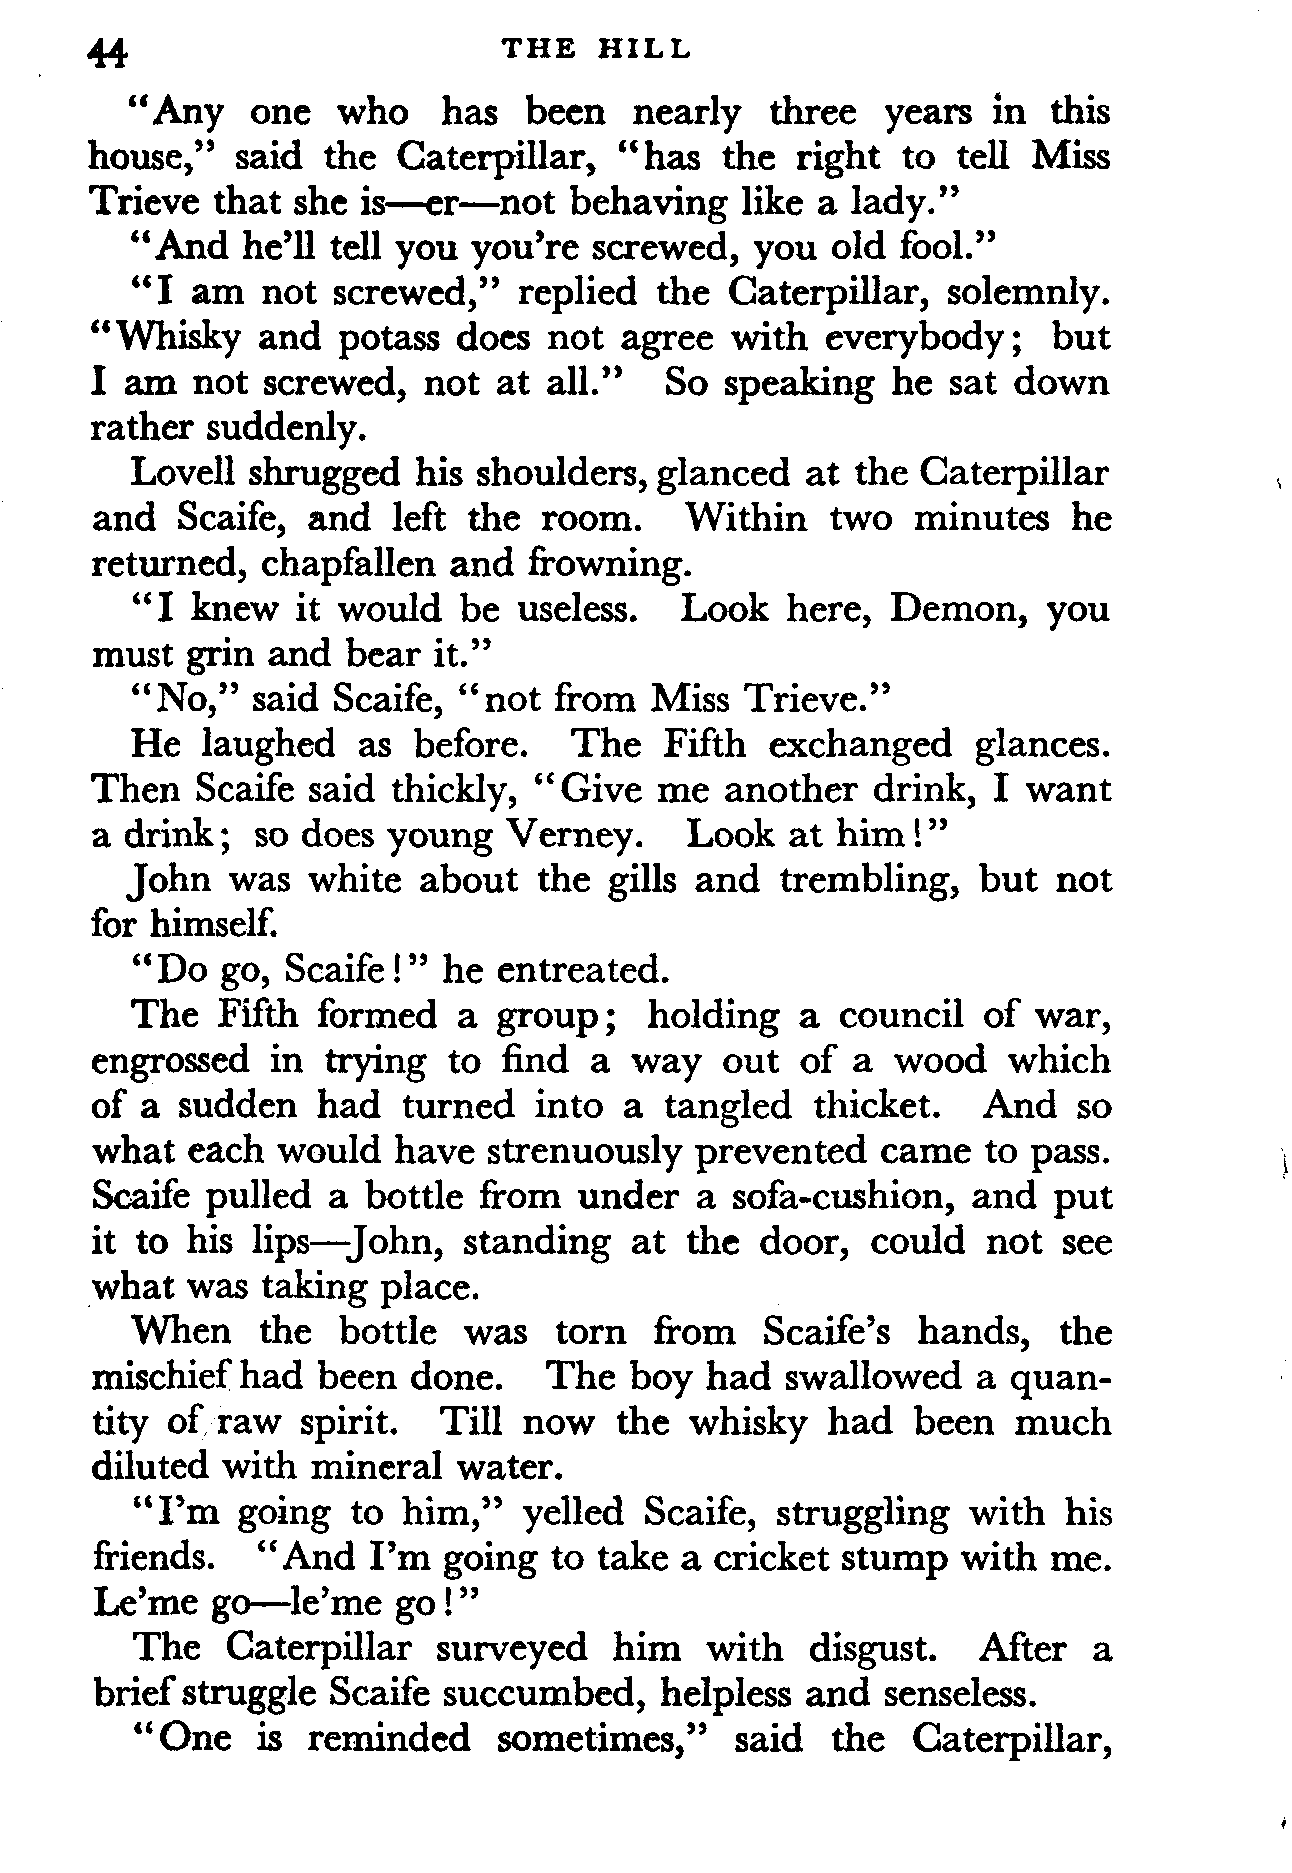 44 THE HILL
“Any one who has been nearly three years in this
house,” said the Caterpillar, “has the right to tell Miss
Trieve that she is—er—not behaving like a lady.”
“And he’ll tell you you’re screwed, you old fool.”
“I am not screwed,” replied the Caterpillar, solemnly.
“Whisky and potass does not agree with everybody; but
I am not screwed, not at all.” So speaking he sat down
rather suddenly.
Lovell shrugged his shoulders, glanced at the Caterpillar
and Scaife, and left the room. Within two minutes he
returned, chapfallen and frowning.
“I knew it would be useless. Look here, Demon, you
must grin and bear it.”
“No,” said Scaife, “not from Miss Trieve.”
He laughed as before. The Fifth exchanged glances.
Then Scaife said thickly, “Give me another drink, I want
a drink; so does young Verney. Look at him!”
John was white about the gills and trembling, but not
for himself.
“Do go, Scaife!” he entreated.
The Fifth formed a group; holding a council of war,
engrossed in trying to find a way out of a wood which
of a sudden had turned into a tangled thicket. And so
what each would have strenuously prevented came to pass.
Scaife pulled a bottle from under a sofa-cushion, and put
it to his lips—John, standing at the door, could not see
what was taking place.
When the bottle was torn from Scaife’s hands, the
mischief had been done. The boy had swallowed a quan-
tity of raw spirit. Till now the whisky had been much
diluted with mineral water.
“I’m going to him,” yelled Scaife, struggling with his
friends. “And I’m going to take a cricket stump with me.
Le’me go—le’me go!”
The Caterpillar surveyed him with disgust. After a
brief struggle Scaife succumbed, helpless and senseless.
“One is reminded sometimes,” said the Caterpillar,